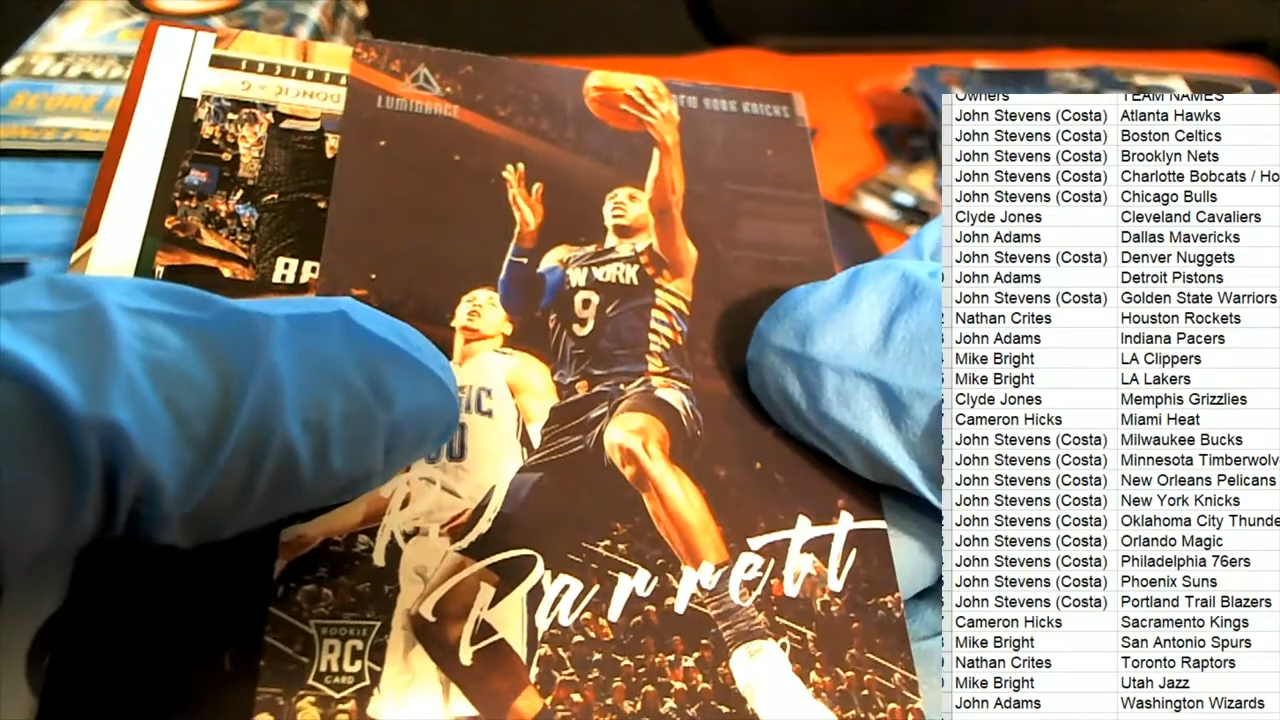 LUMINANCE
NEW YORK KNICKS
DONCIC - G
NEW YORK
9
88
RJ
Barrett
ROOKIE
RC
CARD
SCORE
Owners TEAM NAMES
John Stevens (Costa) Atlanta Hawks
John Stevens (Costa) Boston Celtics
John Stevens (Costa) Brooklyn Nets
John Stevens (Costa) Charlotte Bobcats / Ho
John Stevens (Costa) Chicago Bulls
Clyde Jones Cleveland Cavaliers
John Adams Dallas Mavericks
John Stevens (Costa) Denver Nuggets
John Adams Detroit Pistons
John Stevens (Costa) Golden State Warriors
Nathan Crites Houston Rockets
John Adams Indiana Pacers
Mike Bright LA Clippers
Mike Bright LA Lakers
Clyde Jones Memphis Grizzlies
Cameron Hicks Miami Heat
John Stevens (Costa) Milwaukee Bucks
John Stevens (Costa) Minnesota Timberwolv
John Stevens (Costa) New Orleans Pelicans
John Stevens (Costa) New York Knicks
John Stevens (Costa) Oklahoma City Thunde
John Stevens (Costa) Orlando Magic
John Stevens (Costa) Philadelphia 76ers
John Stevens (Costa) Phoenix Suns
John Stevens (Costa) Portland Trail Blazers
Cameron Hicks Sacramento Kings
Mike Bright San Antonio Spurs
Nathan Crites Toronto Raptors
Mike Bright Utah Jazz
John Adams Washington Wizards